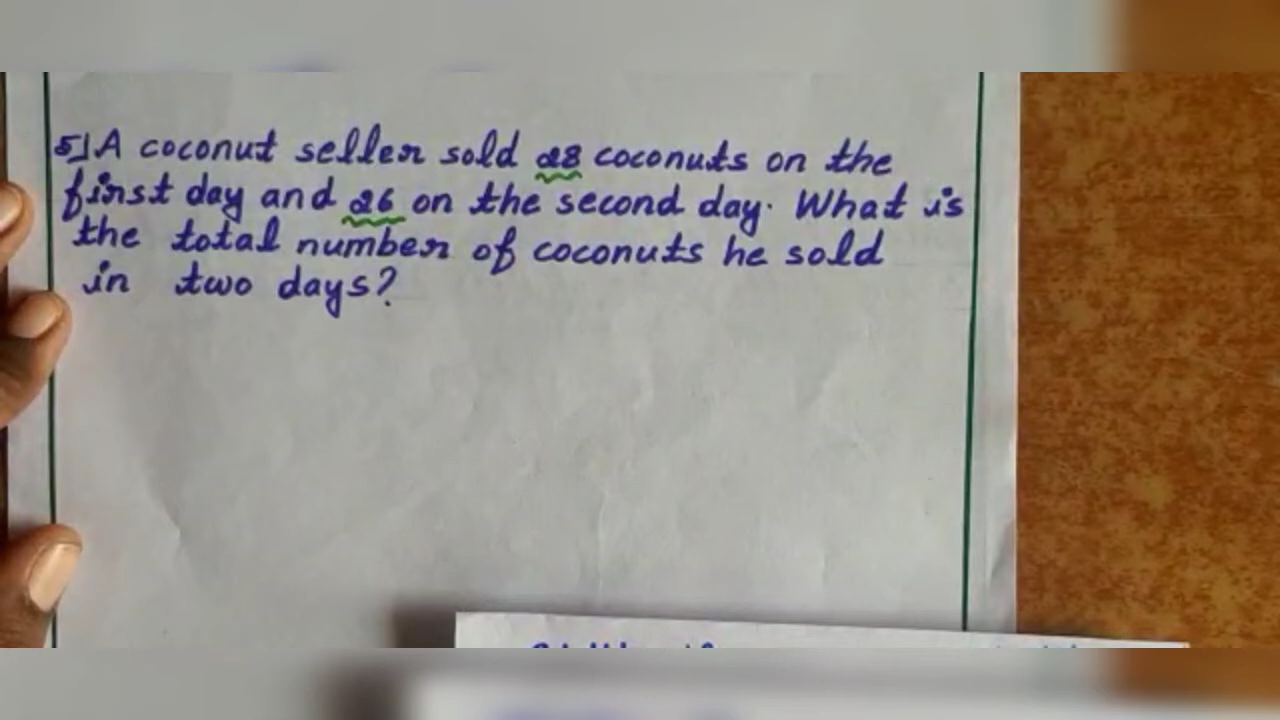 5] A coconut seller sold 28 coconuts on the
first day and 26 on the second day. What is
the total number of coconuts he sold
in two days?